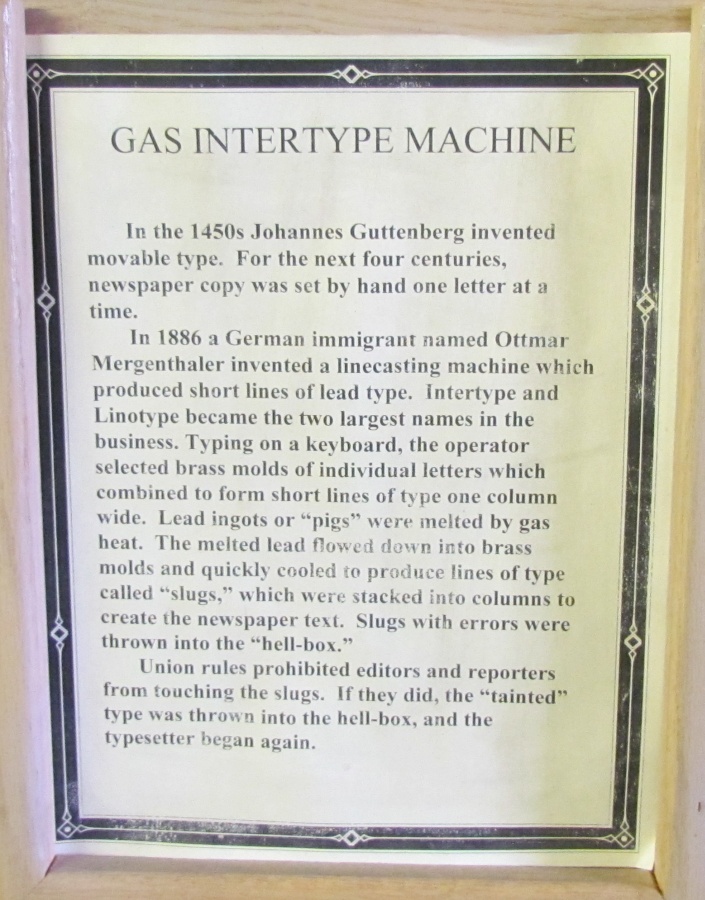 GAS INTERTYPE MACHINE
In the 1450s Johannes Guttenberg invented
movable type. For the next four centuries,
newspaper copy was set by hand one letter at a
time.
In 1886 a German immigrant named Ottmar
Mergenthaler invented a linecasting machine which
produced short lines of lead type. Intertype and
Linotype became the two largest names in the
business. Typing on a keyboard, the operator
selected brass molds of individual letters which
combined to form short lines of type one column
wide. Lead ingots or “pigs” were melted by gas
heat. The melted lead flowed down into brass
molds and quickly cooled to produce lines of type
called “slugs,” which were stacked into columns to
create the newspaper text. Slugs with errors were
thrown into the “hell-box.”
Union rules prohibited editors and reporters
from touching the slugs. If they did, the “tainted”
type was thrown into the hell-box, and the
typesetter began again.